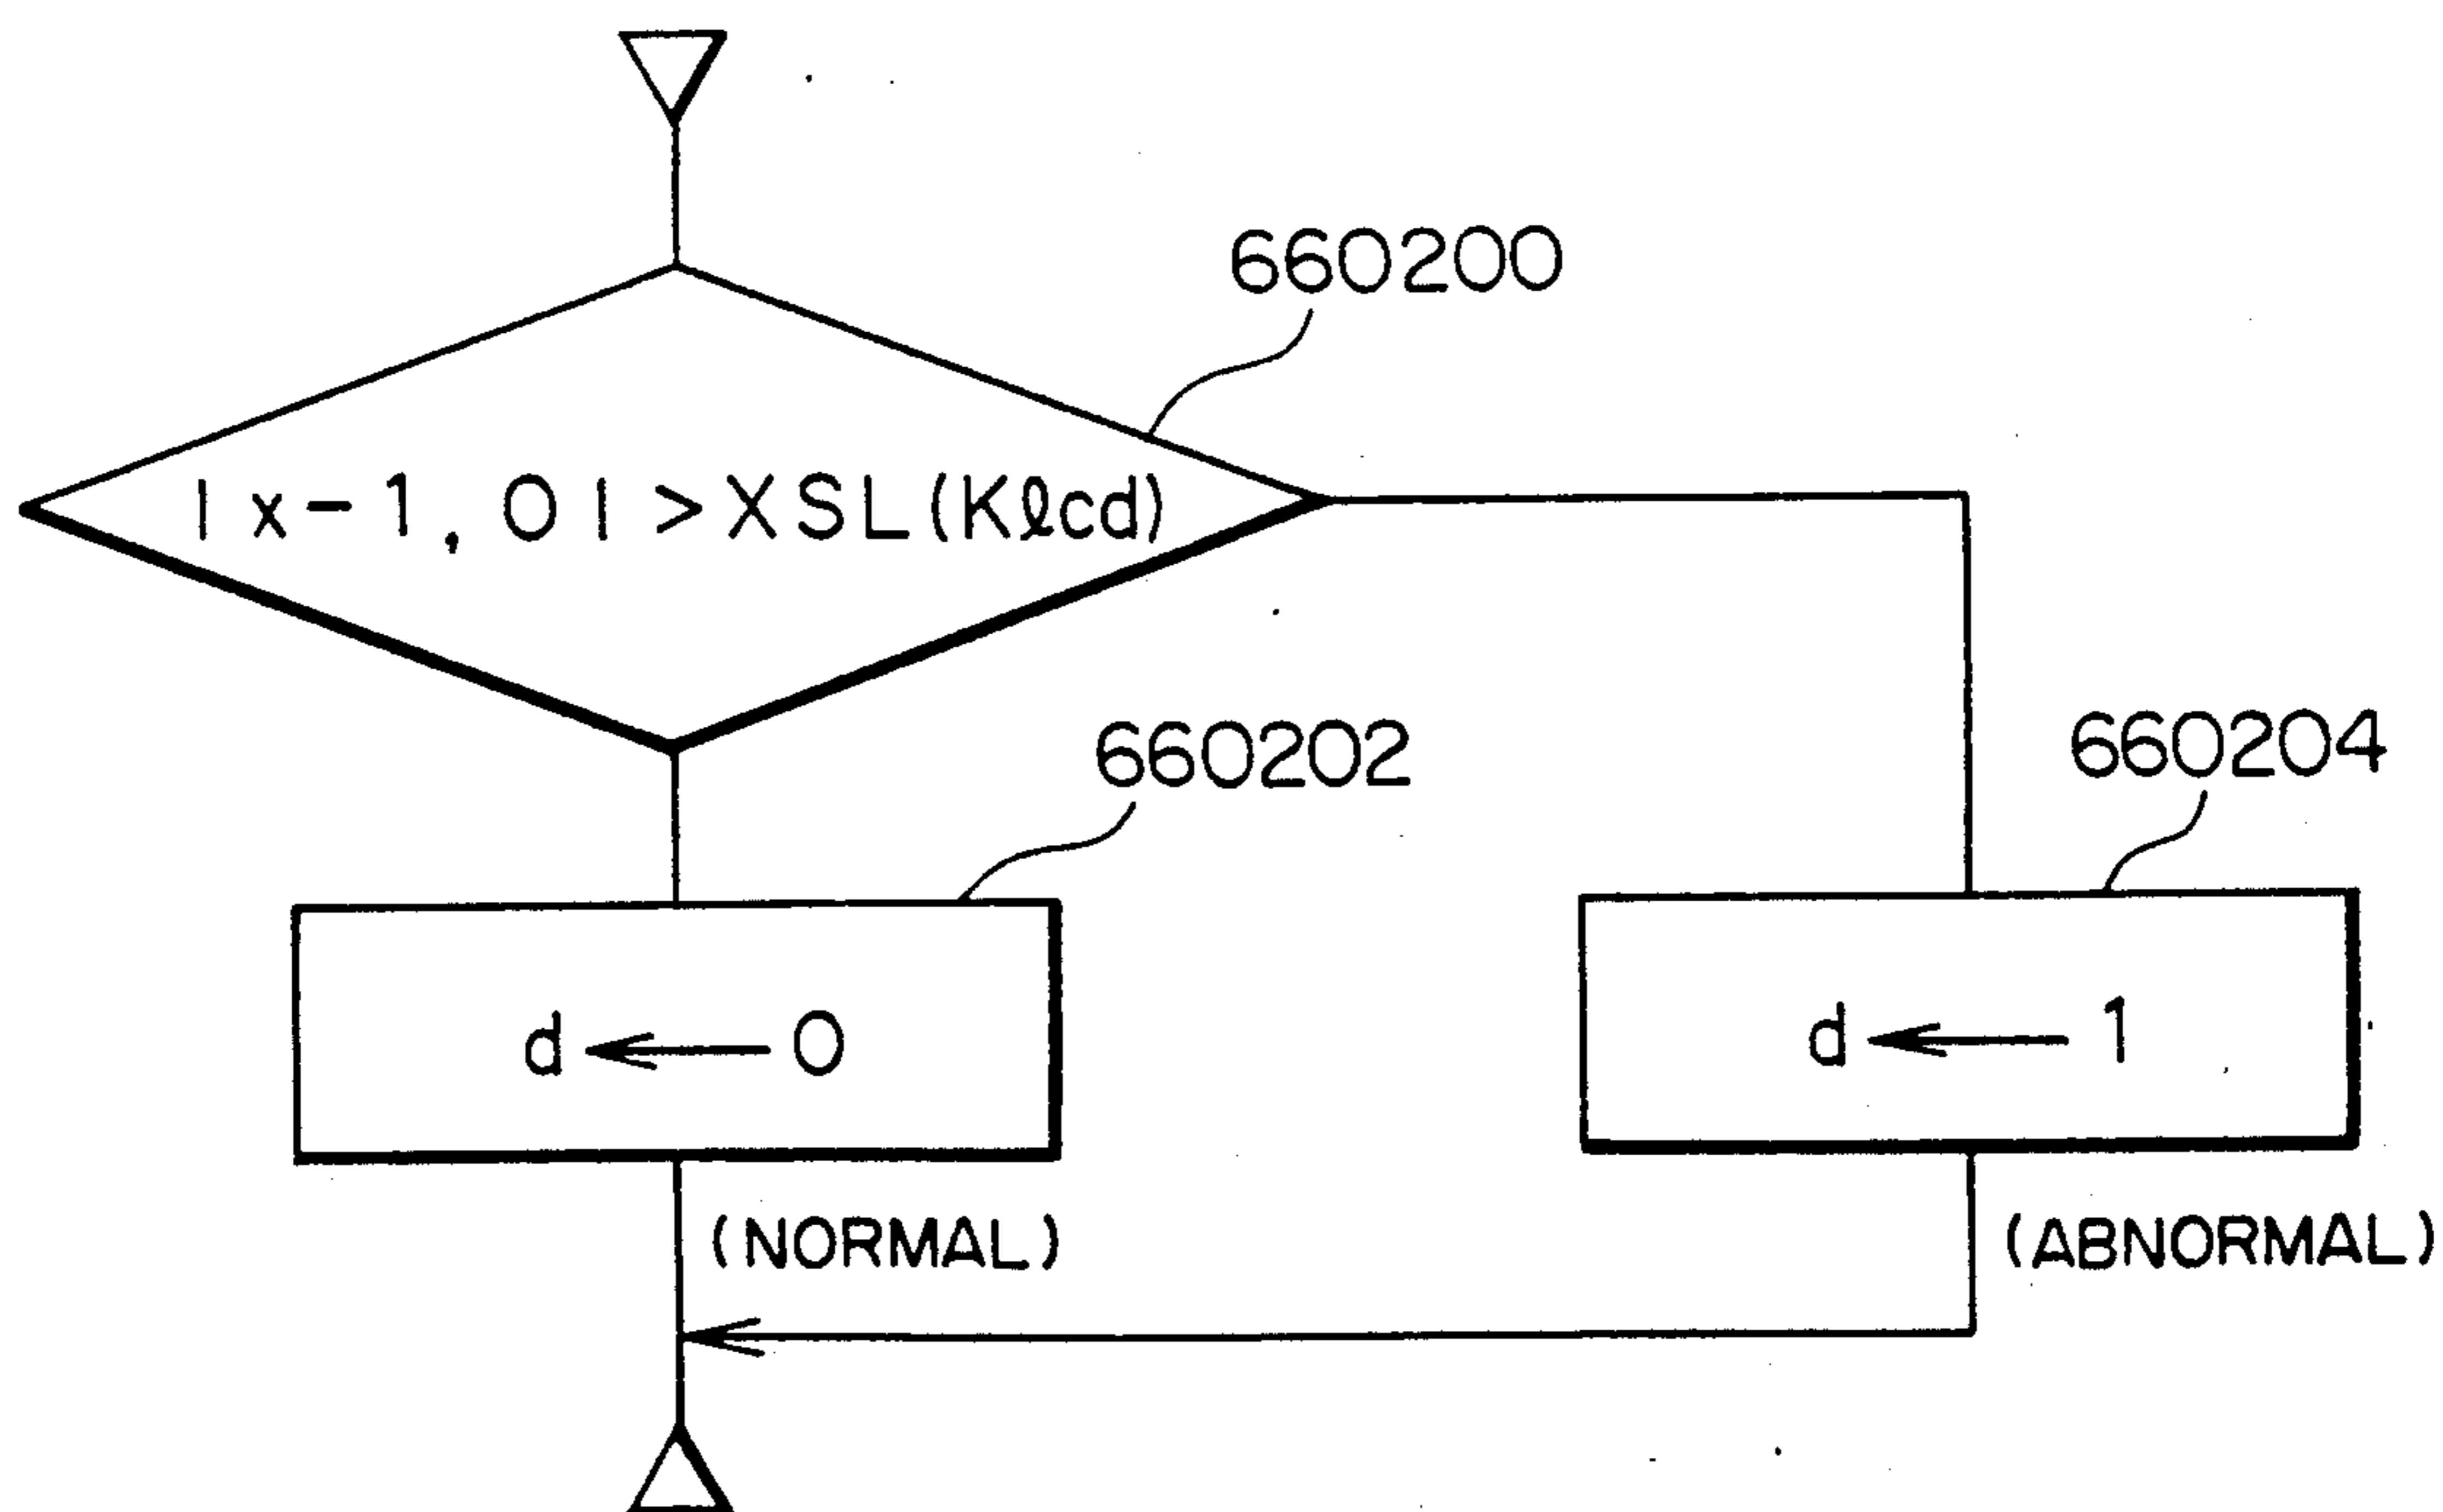 660200
| x-1, 0 | > XSL(Kℓcd)
660202
660204
d ← 0
d ← 1
(NORMAL)
(ABNORMAL)